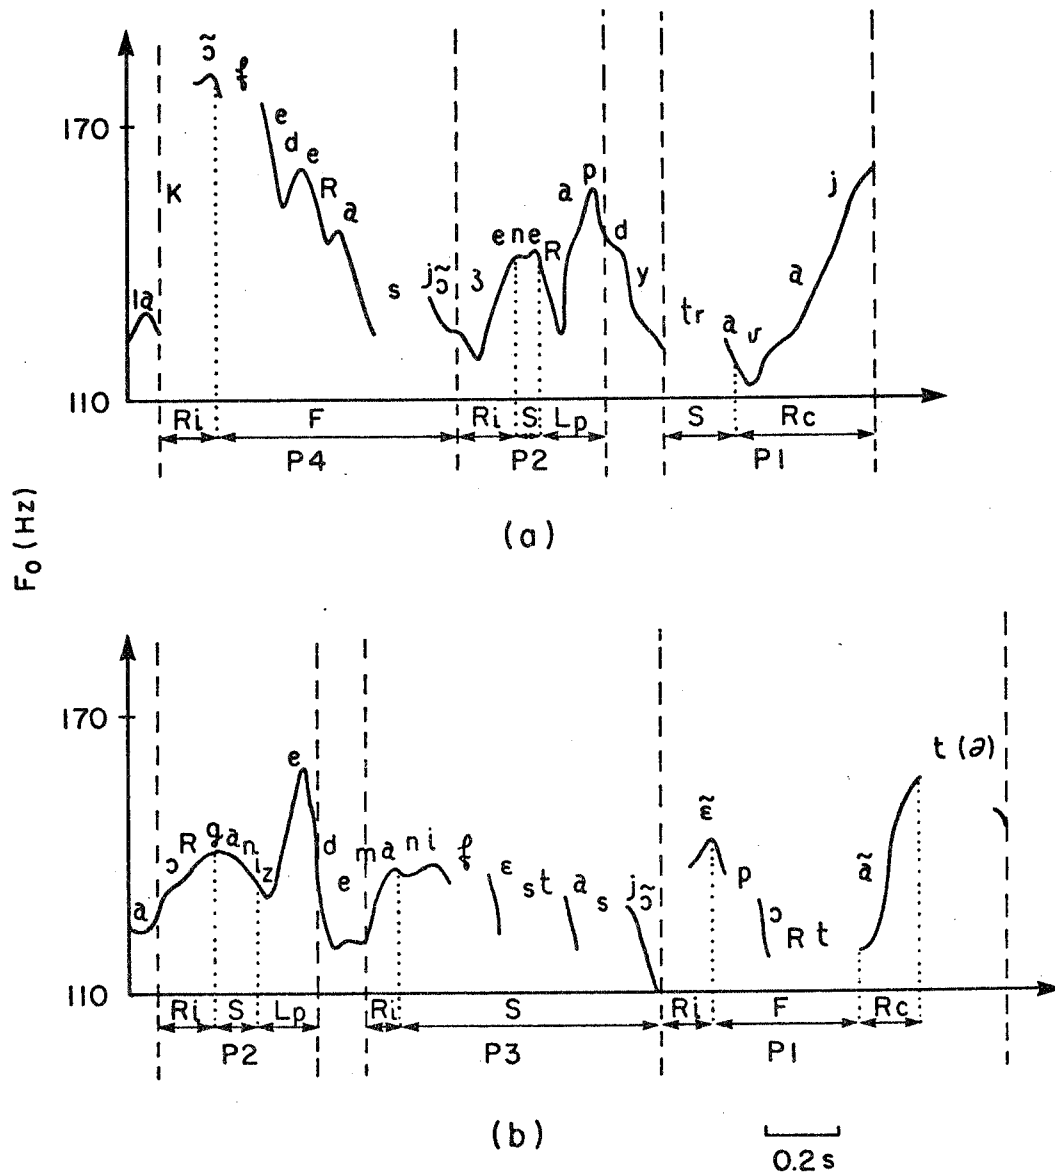 170
110
la K ɔ̃ f e d e R a s jɔ̃ ʒ e n e R a p d y tr a v a j
Ri F Ri S Lp S Rc
P4 P2 P1
(a)
F0 (Hz)
170
110
a ɔ R g a n i z e d e m a n i f ɛ s t a s jɔ̃ ɛ̃ p ɔ R t ã t (ə)
Ri S Lp Ri S Ri F Rc
P2 P3 P1
(b)
0.2 s